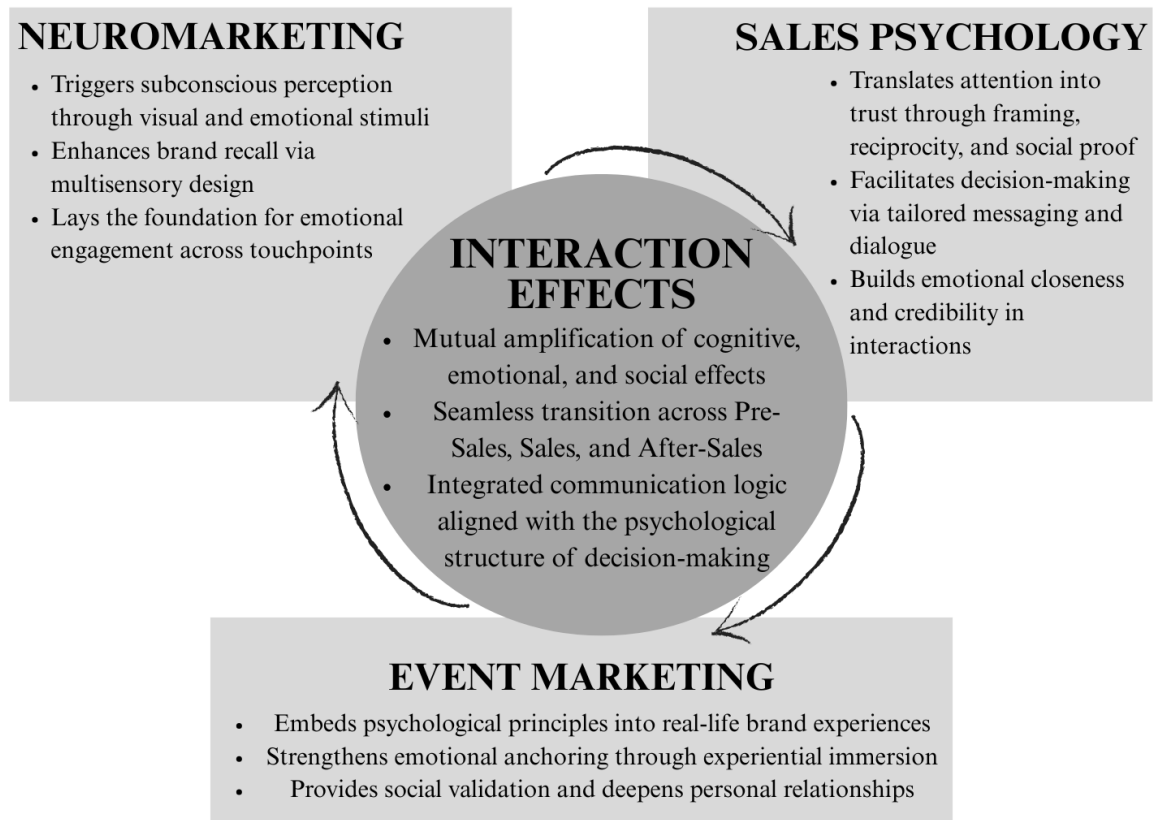 NEUROMARKETING
• Triggers subconscious perception
through visual and emotional stimuli
• Enhances brand recall via
multisensory design
• Lays the foundation for emotional
engagement across touchpoints
SALES PSYCHOLOGY
• Translates attention into
trust through framing,
reciprocity, and social proof
• Facilitates decision-making
via tailored messaging and
dialogue
• Builds emotional closeness
and credibility in
interactions
INTERACTION
EFFECTS
• Mutual amplification of cognitive,
emotional, and social effects
• Seamless transition across Pre-
Sales, Sales, and After-Sales
• Integrated communication logic
aligned with the psychological
structure of decision-making
EVENT MARKETING
• Embeds psychological principles into real-life brand experiences
• Strengthens emotional anchoring through experiential immersion
• Provides social validation and deepens personal relationships